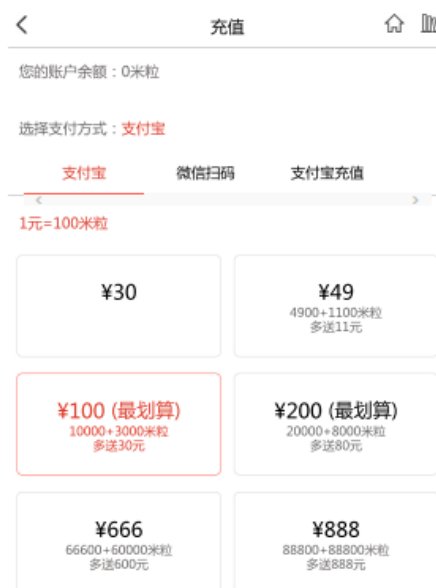 充值
您的账户余额：0米粒
选择支付方式：支付宝
支付宝 微信扫码 支付宝充值
1元=100米粒
¥30
¥49
4900+1100米粒
多送11元
¥100 (最划算)
10000+3000米粒
多送30元
¥200 (最划算)
20000+8000米粒
多送80元
¥666
66600+60000米粒
多送600元
¥888
88800+88800米粒
多送888元